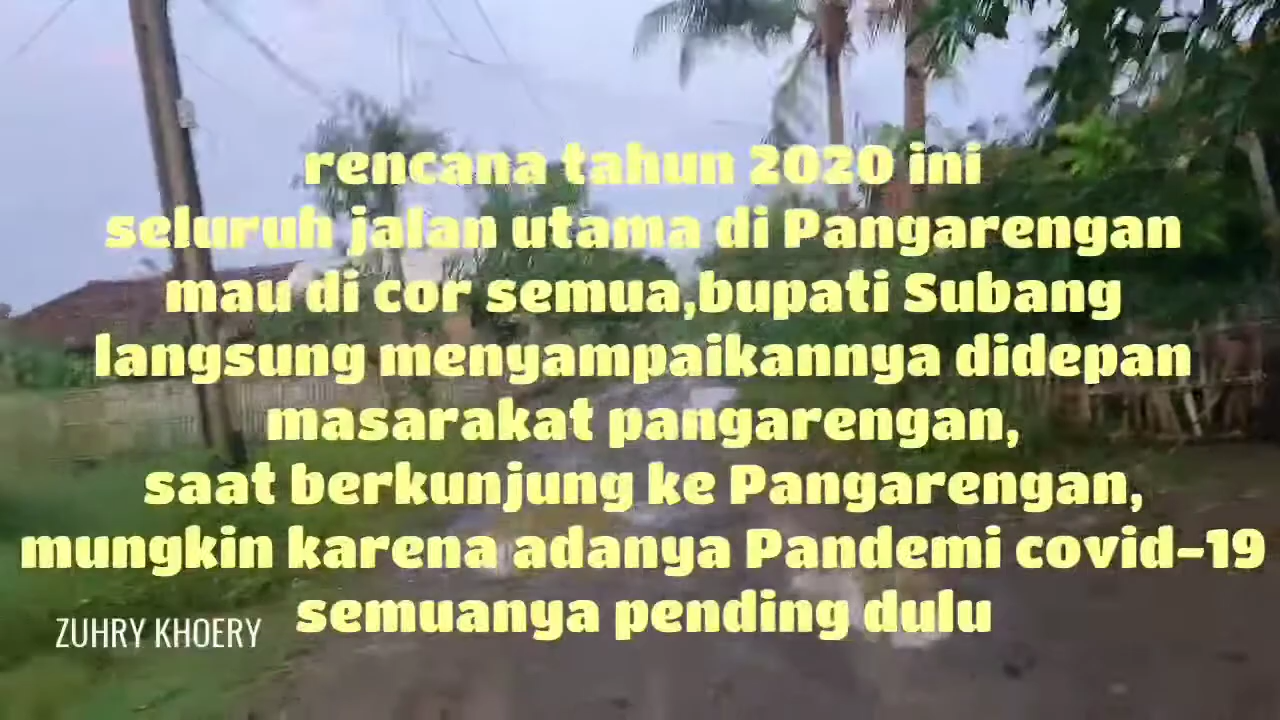 rencana tahun 2020 ini
seluruh jalan utama di Pangarengan
mau di cor semua,bupati Subang
langsung menyampaikannya didepan
masarakat pangarengan,
saat berkunjung ke Pangarengan,
mungkin karena adanya Pandemi covid-19
semuanya pending dulu
ZUHRY KHOERY